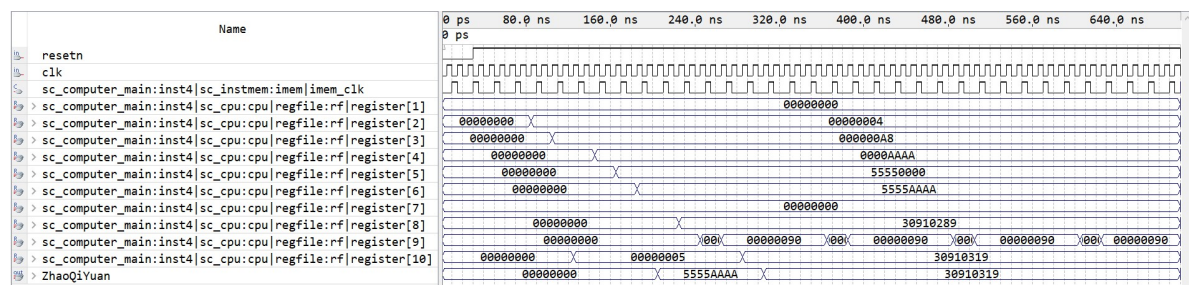 Name
0 ps 80.0 ns 160.0 ns 240.0 ns 320.0 ns 400.0 ns 480.0 ns 560.0 ns 640.0 ns
0 ps
resetn
clk
sc_computer_main:inst4|sc_instmem:imem|imem_clk
> sc_computer_main:inst4|sc_cpu:cpu|regfile:rf|register[1] 00000000
> sc_computer_main:inst4|sc_cpu:cpu|regfile:rf|register[2] 00000000 00000004
> sc_computer_main:inst4|sc_cpu:cpu|regfile:rf|register[3] 00000000 000000A8
> sc_computer_main:inst4|sc_cpu:cpu|regfile:rf|register[4] 00000000 0000AAAA
> sc_computer_main:inst4|sc_cpu:cpu|regfile:rf|register[5] 00000000 55550000
> sc_computer_main:inst4|sc_cpu:cpu|regfile:rf|register[6] 00000000 5555AAAA
> sc_computer_main:inst4|sc_cpu:cpu|regfile:rf|register[7] 00000000
> sc_computer_main:inst4|sc_cpu:cpu|regfile:rf|register[8] 00000000 30910289
> sc_computer_main:inst4|sc_cpu:cpu|regfile:rf|register[9] 00000000 00 00000090 00 00000090 00 00000090 00 00000090
> sc_computer_main:inst4|sc_cpu:cpu|regfile:rf|register[10] 00000000 00000005 30910319
> ZhaoQiYuan 00000000 5555AAAA 30910319